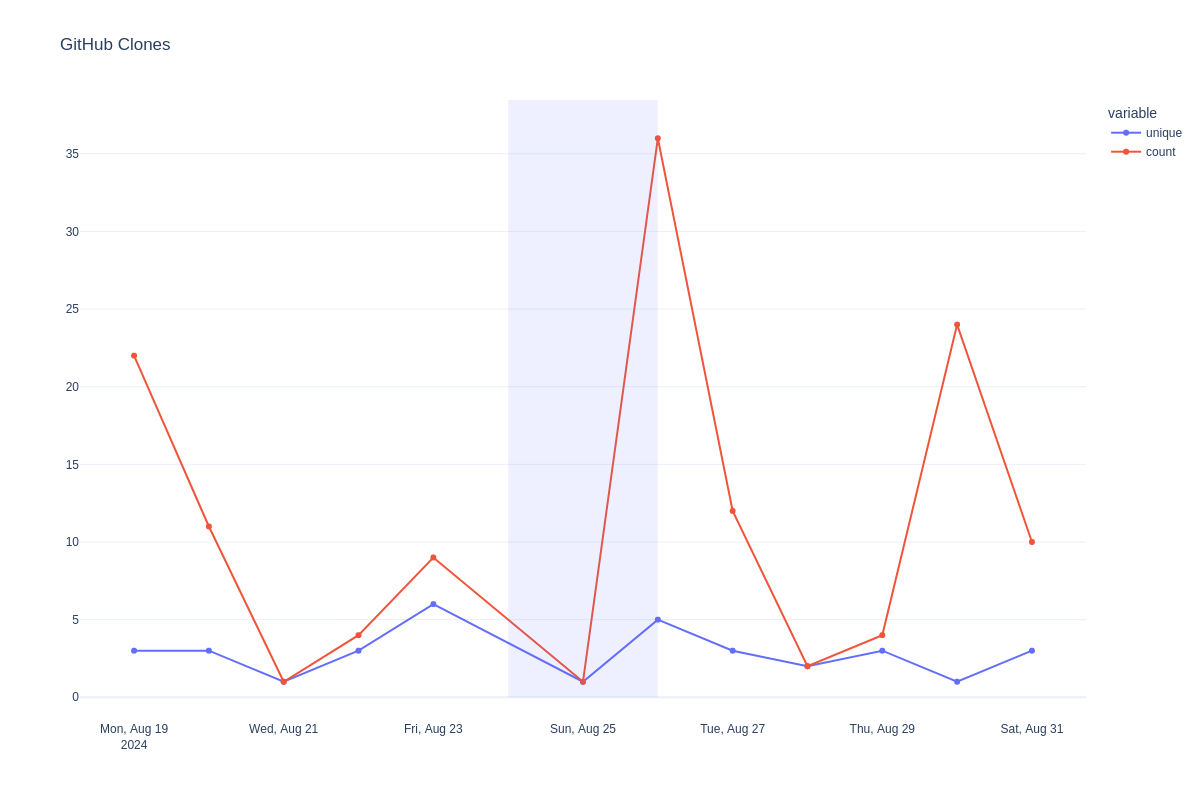 GitHub Clones
variable
unique
count
35
30
25
20
15
10
5
0
Mon, Aug 19
2024
Wed, Aug 21
Fri, Aug 23
Sun, Aug 25
Tue, Aug 27
Thu, Aug 29
Sat, Aug 31